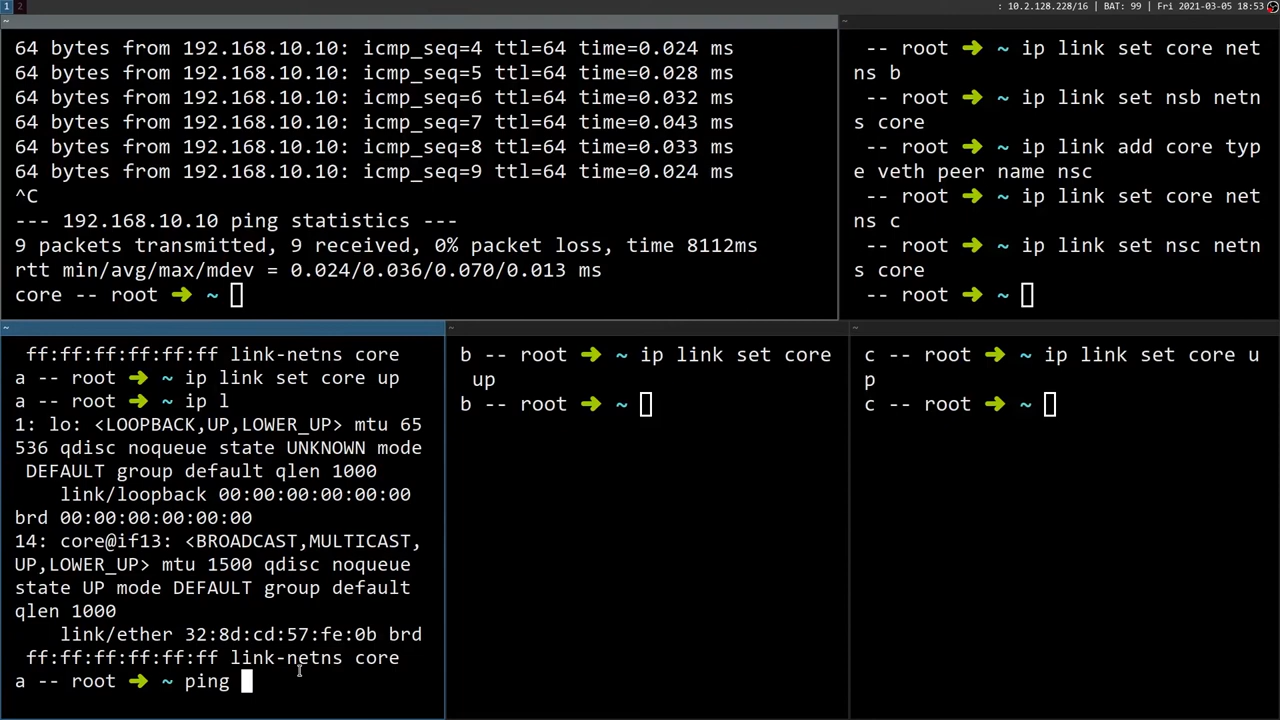 1 2 : 10.2.128.228/16 | BAT: 99 | Fri 2021-03-05 18:53
~
64 bytes from 192.168.10.10: icmp_seq=4 ttl=64 time=0.024 ms
64 bytes from 192.168.10.10: icmp_seq=5 ttl=64 time=0.028 ms
64 bytes from 192.168.10.10: icmp_seq=6 ttl=64 time=0.032 ms
64 bytes from 192.168.10.10: icmp_seq=7 ttl=64 time=0.043 ms
64 bytes from 192.168.10.10: icmp_seq=8 ttl=64 time=0.033 ms
64 bytes from 192.168.10.10: icmp_seq=9 ttl=64 time=0.024 ms
^C
--- 192.168.10.10 ping statistics ---
9 packets transmitted, 9 received, 0% packet loss, time 8112ms
rtt min/avg/max/mdev = 0.024/0.036/0.070/0.013 ms
core -- root ➜ ~
~
-- root ➜ ~ ip link set core net
ns b
-- root ➜ ~ ip link set nsb netn
s core
-- root ➜ ~ ip link add core typ
e veth peer name nsc
-- root ➜ ~ ip link set core net
ns c
-- root ➜ ~ ip link set nsc netn
s core
-- root ➜ ~
~
ff:ff:ff:ff:ff:ff link-netns core
a -- root ➜ ~ ip link set core up
a -- root ➜ ~ ip l
1: lo: <LOOPBACK,UP,LOWER_UP> mtu 65
536 qdisc noqueue state UNKNOWN mode
DEFAULT group default qlen 1000
link/loopback 00:00:00:00:00:00
brd 00:00:00:00:00:00
14: core@if13: <BROADCAST,MULTICAST,
UP,LOWER_UP> mtu 1500 qdisc noqueue
state UP mode DEFAULT group default
qlen 1000
link/ether 32:8d:cd:57:fe:0b brd
ff:ff:ff:ff:ff:ff link-netns core
a -- root ➜ ~ ping
~
b -- root ➜ ~ ip link set core
up
b -- root ➜ ~
~
c -- root ➜ ~ ip link set core u
p
c -- root ➜ ~